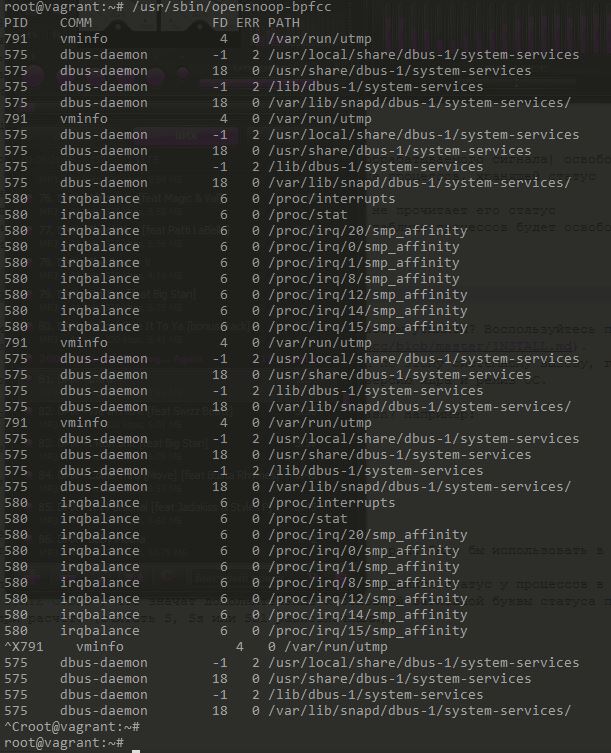 root@vagrant:~# /usr/sbin/opensnoop-bpfcc
PID COMM FD ERR PATH
791 vminfo 4 0 /var/run/utmp
575 dbus-daemon -1 2 /usr/local/share/dbus-1/system-services
575 dbus-daemon 18 0 /usr/share/dbus-1/system-services
575 dbus-daemon -1 2 /lib/dbus-1/system-services
575 dbus-daemon 18 0 /var/lib/snapd/dbus-1/system-services/
791 vminfo 4 0 /var/run/utmp
575 dbus-daemon -1 2 /usr/local/share/dbus-1/system-services
575 dbus-daemon 18 0 /usr/share/dbus-1/system-services
575 dbus-daemon -1 2 /lib/dbus-1/system-services
575 dbus-daemon 18 0 /var/lib/snapd/dbus-1/system-services/
580 irqbalance 6 0 /proc/interrupts
580 irqbalance 6 0 /proc/stat
580 irqbalance 6 0 /proc/irq/20/smp_affinity
580 irqbalance 6 0 /proc/irq/0/smp_affinity
580 irqbalance 6 0 /proc/irq/1/smp_affinity
580 irqbalance 6 0 /proc/irq/8/smp_affinity
580 irqbalance 6 0 /proc/irq/12/smp_affinity
580 irqbalance 6 0 /proc/irq/14/smp_affinity
580 irqbalance 6 0 /proc/irq/15/smp_affinity
791 vminfo 4 0 /var/run/utmp
575 dbus-daemon -1 2 /usr/local/share/dbus-1/system-services
575 dbus-daemon 18 0 /usr/share/dbus-1/system-services
575 dbus-daemon -1 2 /lib/dbus-1/system-services
575 dbus-daemon 18 0 /var/lib/snapd/dbus-1/system-services/
791 vminfo 4 0 /var/run/utmp
575 dbus-daemon -1 2 /usr/local/share/dbus-1/system-services
575 dbus-daemon 18 0 /usr/share/dbus-1/system-services
575 dbus-daemon -1 2 /lib/dbus-1/system-services
575 dbus-daemon 18 0 /var/lib/snapd/dbus-1/system-services/
580 irqbalance 6 0 /proc/interrupts
580 irqbalance 6 0 /proc/stat
580 irqbalance 6 0 /proc/irq/20/smp_affinity
580 irqbalance 6 0 /proc/irq/0/smp_affinity
580 irqbalance 6 0 /proc/irq/1/smp_affinity
580 irqbalance 6 0 /proc/irq/8/smp_affinity
580 irqbalance 6 0 /proc/irq/12/smp_affinity
580 irqbalance 6 0 /proc/irq/14/smp_affinity
580 irqbalance 6 0 /proc/irq/15/smp_affinity
^X791 vminfo 4 0 /var/run/utmp
575 dbus-daemon -1 2 /usr/local/share/dbus-1/system-services
575 dbus-daemon 18 0 /usr/share/dbus-1/system-services
575 dbus-daemon -1 2 /lib/dbus-1/system-services
575 dbus-daemon 18 0 /var/lib/snapd/dbus-1/system-services/
^Croot@vagrant:~#
root@vagrant:~#